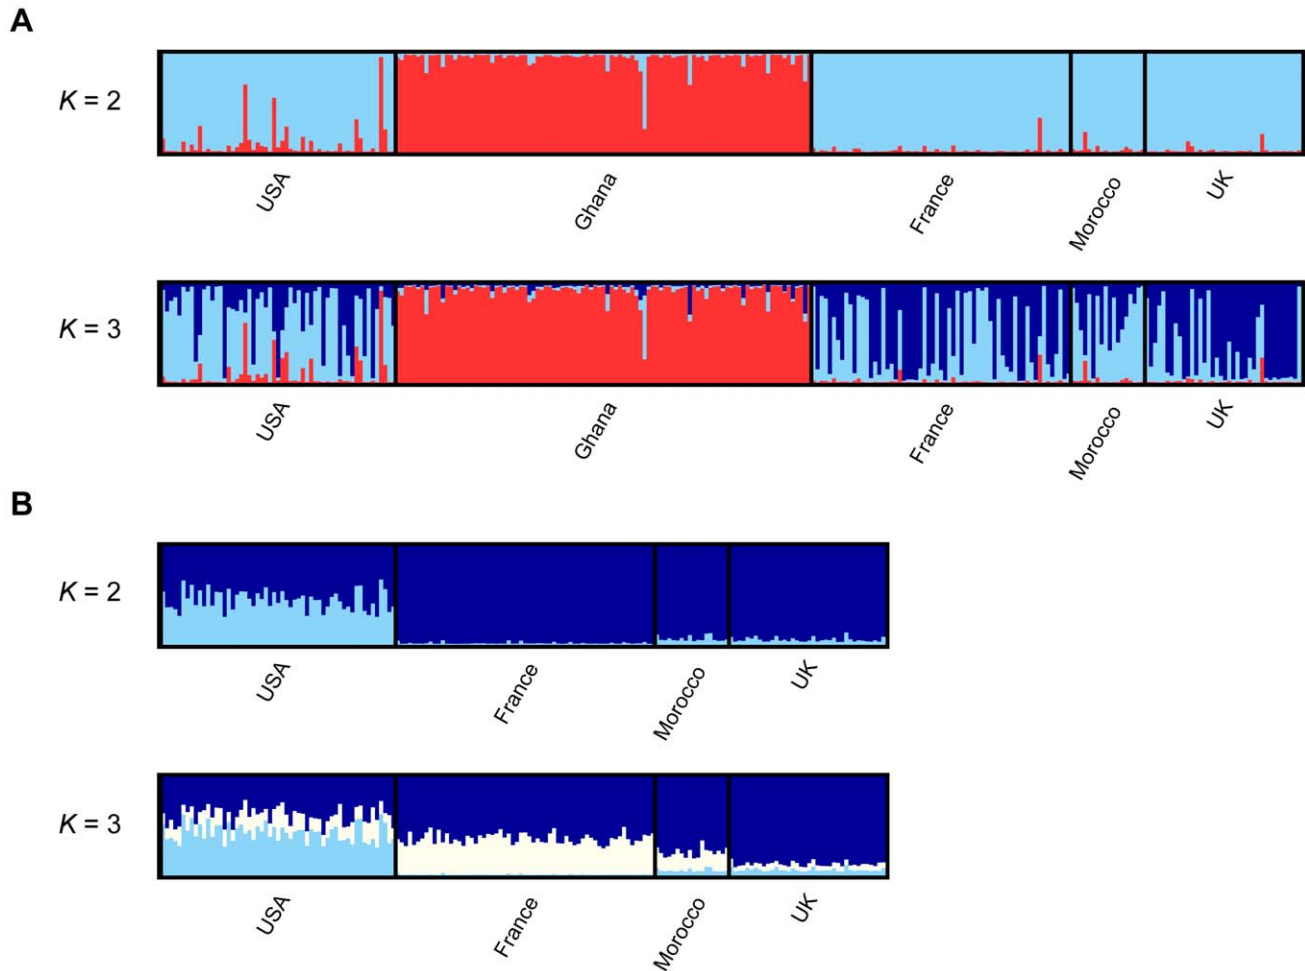 A
K = 2
USA
Ghana
France
Morocco
UK
K = 3
USA
Ghana
France
Morocco
UK
B
K = 2
USA
France
Morocco
UK
K = 3
USA
France
Morocco
UK